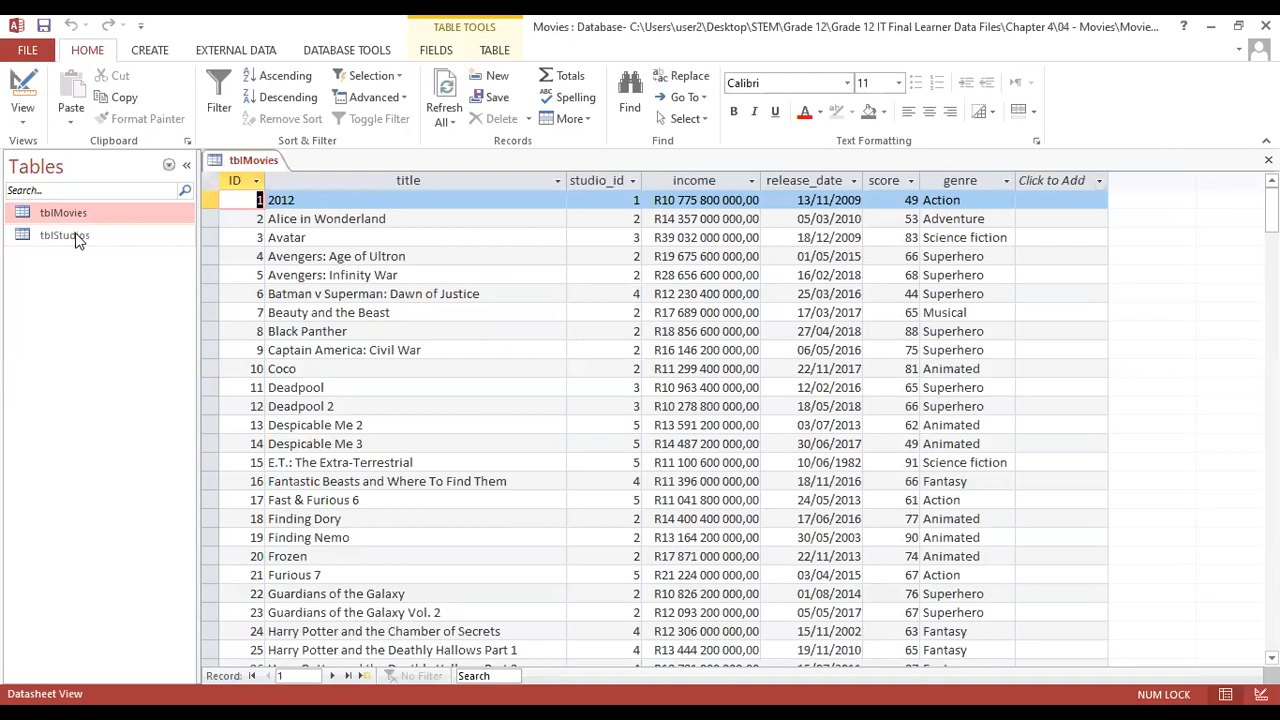 TABLE TOOLS
Movies : Database- C:\Users\user2\Desktop\STEM\Grade 12\Grade 12 IT Final Learner Data Files\Chapter 4\04 - Movies\Movie...
FILE HOME CREATE EXTERNAL DATA DATABASE TOOLS FIELDS TABLE
View
Views
Paste
Cut
Copy
Format Painter
Clipboard
Filter
Ascending
Descending
Remove Sort
Selection
Advanced
Toggle Filter
Sort & Filter
Refresh
All
New
Save
Delete
Totals
Spelling
More
Records
Find
Replace
Go To
Select
Find
Calibri 11
B I U A
Text Formatting
Tables
Search...
tblMovies
tblStudios
tblMovies
ID title studio_id income release_date score genre Click to Add
1 2012 1 R10 775 800 000,00 13/11/2009 49 Action
2 Alice in Wonderland 2 R14 357 000 000,00 05/03/2010 53 Adventure
3 Avatar 3 R39 032 000 000,00 18/12/2009 83 Science fiction
4 Avengers: Age of Ultron 2 R19 675 600 000,00 01/05/2015 66 Superhero
5 Avengers: Infinity War 2 R28 656 600 000,00 16/02/2018 68 Superhero
6 Batman v Superman: Dawn of Justice 4 R12 230 400 000,00 25/03/2016 44 Superhero
7 Beauty and the Beast 2 R17 689 000 000,00 17/03/2017 65 Musical
8 Black Panther 2 R18 856 600 000,00 27/04/2018 88 Superhero
9 Captain America: Civil War 2 R16 146 200 000,00 06/05/2016 75 Superhero
10 Coco 2 R11 299 400 000,00 22/11/2017 81 Animated
11 Deadpool 3 R10 963 400 000,00 12/02/2016 65 Superhero
12 Deadpool 2 3 R10 278 800 000,00 18/05/2018 66 Superhero
13 Despicable Me 2 5 R13 591 200 000,00 03/07/2013 62 Animated
14 Despicable Me 3 5 R14 487 200 000,00 30/06/2017 49 Animated
15 E.T.: The Extra-Terrestrial 5 R11 100 600 000,00 10/06/1982 91 Science fiction
16 Fantastic Beasts and Where To Find Them 4 R11 396 000 000,00 18/11/2016 66 Fantasy
17 Fast & Furious 6 5 R11 041 800 000,00 24/05/2013 61 Action
18 Finding Dory 2 R14 400 400 000,00 17/06/2016 77 Animated
19 Finding Nemo 2 R13 164 200 000,00 30/05/2003 90 Animated
20 Frozen 2 R17 871 000 000,00 22/11/2013 74 Animated
21 Furious 7 5 R21 224 000 000,00 03/04/2015 67 Action
22 Guardians of the Galaxy 2 R10 826 200 000,00 01/08/2014 76 Superhero
23 Guardians of the Galaxy Vol. 2 2 R12 093 200 000,00 05/05/2017 67 Superhero
24 Harry Potter and the Chamber of Secrets 4 R12 306 000 000,00 15/11/2002 63 Fantasy
25 Harry Potter and the Deathly Hallows Part 1 4 R13 444 200 000,00 19/11/2010 65 Fantasy
Record: 1 No Filter Search
Datasheet View NUM LOCK